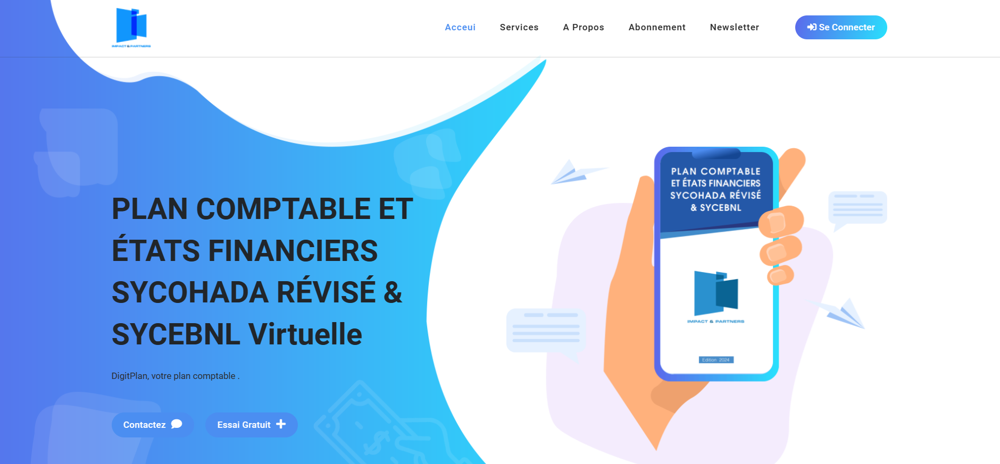 IMPACT & PARTNERS
Acceui
Services
A Propos
Abonnement
Newsletter
Se Connecter
PLAN COMPTABLE ET
ÉTATS FINANCIERS
SYCOHADA RÉVISÉ &
SYCEBNL Virtuelle
DigitPlan, votre plan comptable .
Contactez
Essai Gratuit
PLAN COMPTABLE
ET ÉTATS FINANCIERS
SYCOHADA RÉVISÉ
& SYCEBNL
IMPACT & PARTNERS
Edition 2024